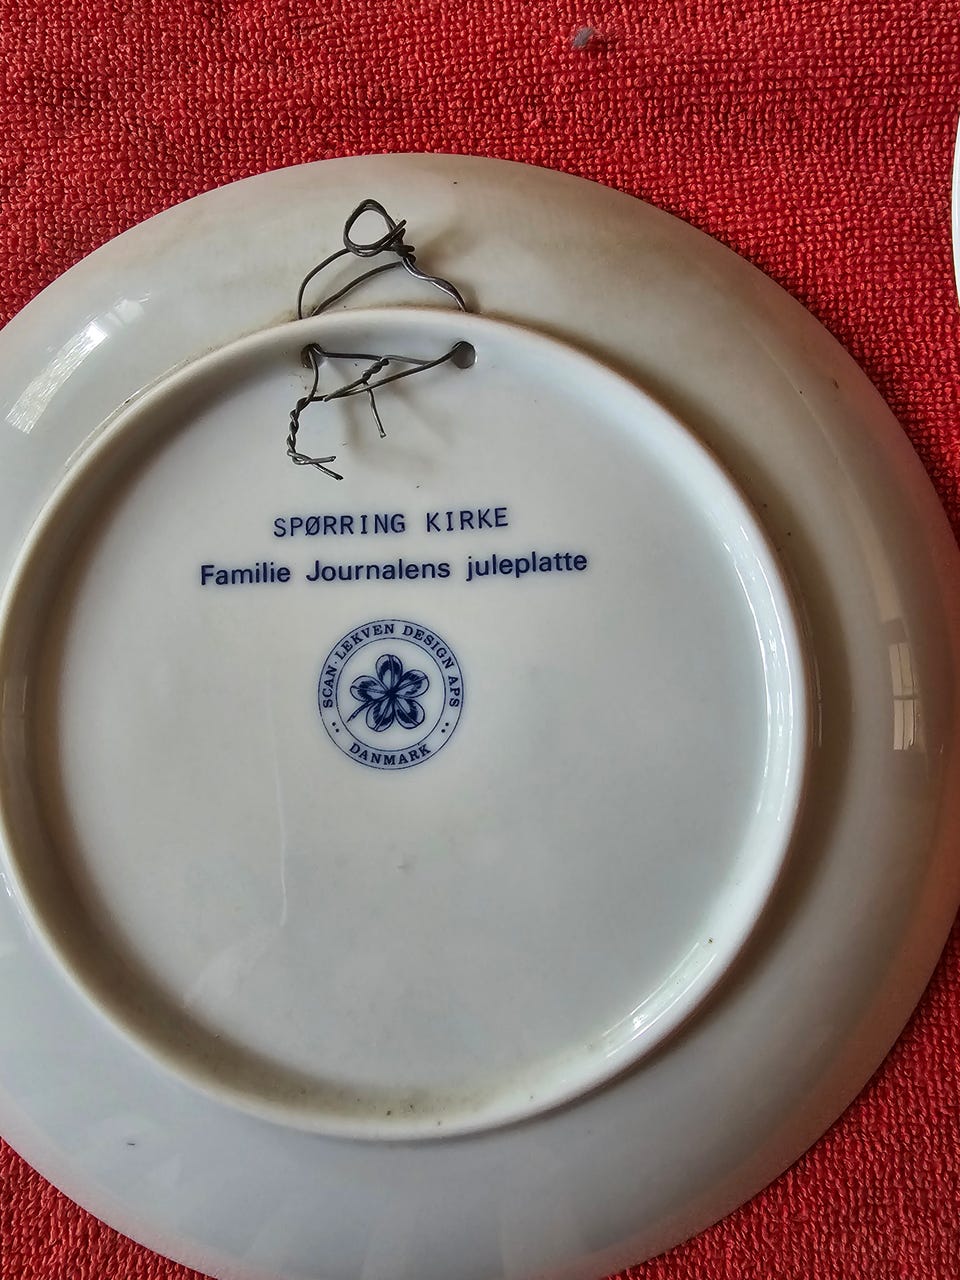 SPØRRING KIRKE
Familie Journalens juleplatte
SCAN·LEKVEN DESIGN APS
DANMARK